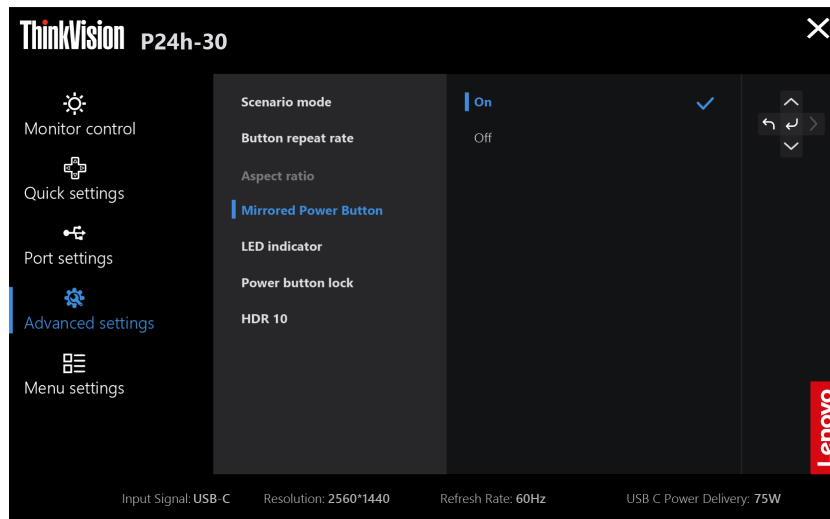 ThinkVision P24h-30
Monitor control
Quick settings
Port settings
Advanced settings
Menu settings
Scenario mode
Button repeat rate
Aspect ratio
Mirrored Power Button
LED indicator
Power button lock
HDR 10
On
Off
Lenovo
Input Signal: USB-C Resolution: 2560*1440 Refresh Rate: 60Hz USB C Power Delivery: 75W